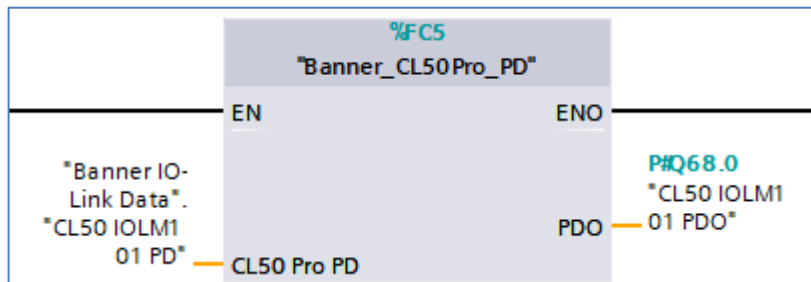 %FC5
"Banner_CL50Pro_PD"
EN
ENO
"Banner IO-
Link Data".
"CL50 IOLM1
01 PD"
CL50 Pro PD
P#Q68.0
"CL50 IOLM1
01 PDO"
PDO